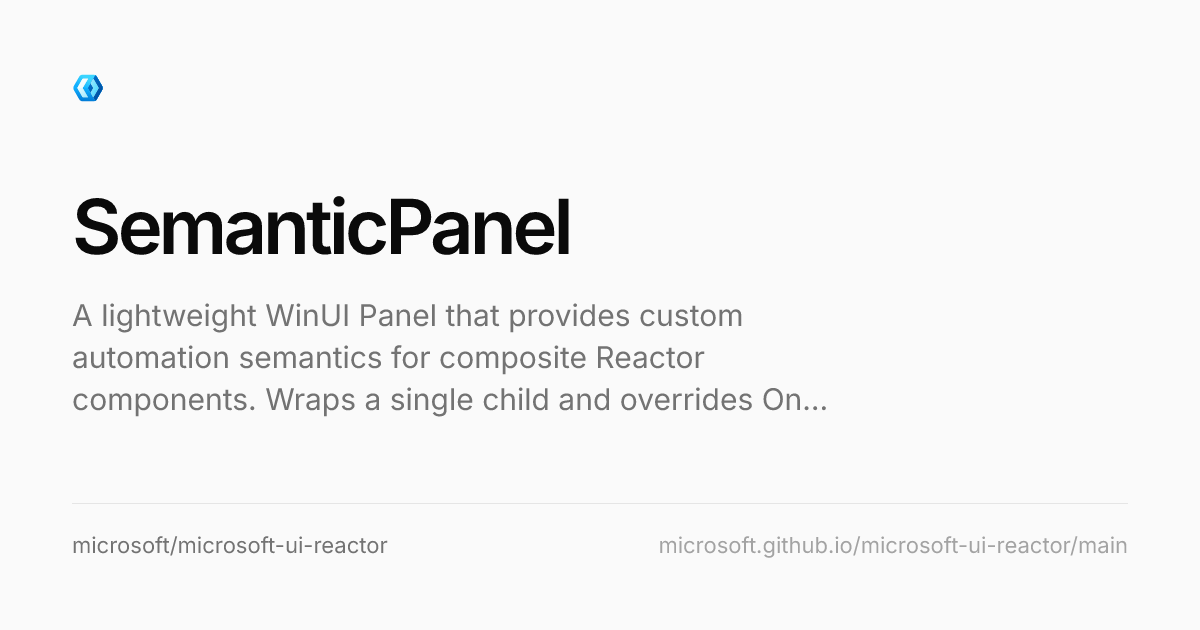 SemanticPanel
A lightweight WinUI Panel that provides custom
automation semantics for composite Reactor
components. Wraps a single child and overrides On...
microsoft/microsoft-ui-reactor
microsoft.github.io/microsoft-ui-reactor/main